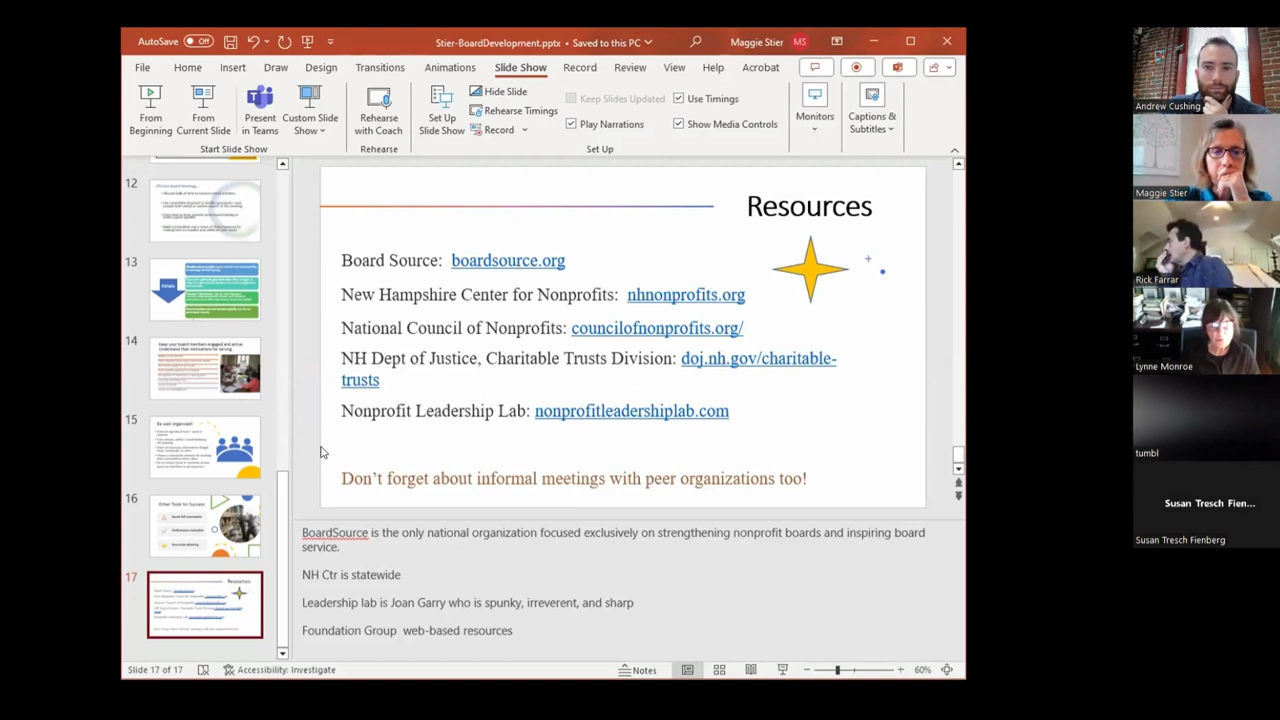 AutoSave Off
Stier-BoardDevelopment.pptx • Saved to this PC
Maggie Stier MS
File Home Insert Draw Design Transitions Animations Slide Show Record Review View Help Acrobat
From Beginning
From Current Slide
Present in Teams
Custom Slide Show
Start Slide Show
Rehearse with Coach
Rehearse
Set Up Slide Show
Hide Slide
Rehearse Timings
Record
Keep Slides Updated
Play Narrations
Use Timings
Show Media Controls
Set Up
Monitors
Captions & Subtitles
12
13
14
15
Be well organized!
16
Other Tools for Success
17
Resources
Resources
Board Source: boardsource.org
New Hampshire Center for Nonprofits: nhnonprofits.org
National Council of Nonprofits: councilofnonprofits.org/
NH Dept of Justice, Charitable Trusts Division: doj.nh.gov/charitable-
trusts
Nonprofit Leadership Lab: nonprofitleadershiplab.com
Don't forget about informal meetings with peer organizations too!
BoardSource is the only national organization focused exclusively on strengthening nonprofit boards and inspiring board
service.
NH Ctr is statewide
Leadership lab is Joan Garry who is spunky, irreverent, and sharp
Foundation Group web-based resources
Slide 17 of 17
Accessibility: Investigate
Notes
60%
Andrew Cushing
Maggie Stier
Rick Farrar
Lynne Monroe
tumbl
Susan Tresch Fien...
Susan Tresch Fienberg